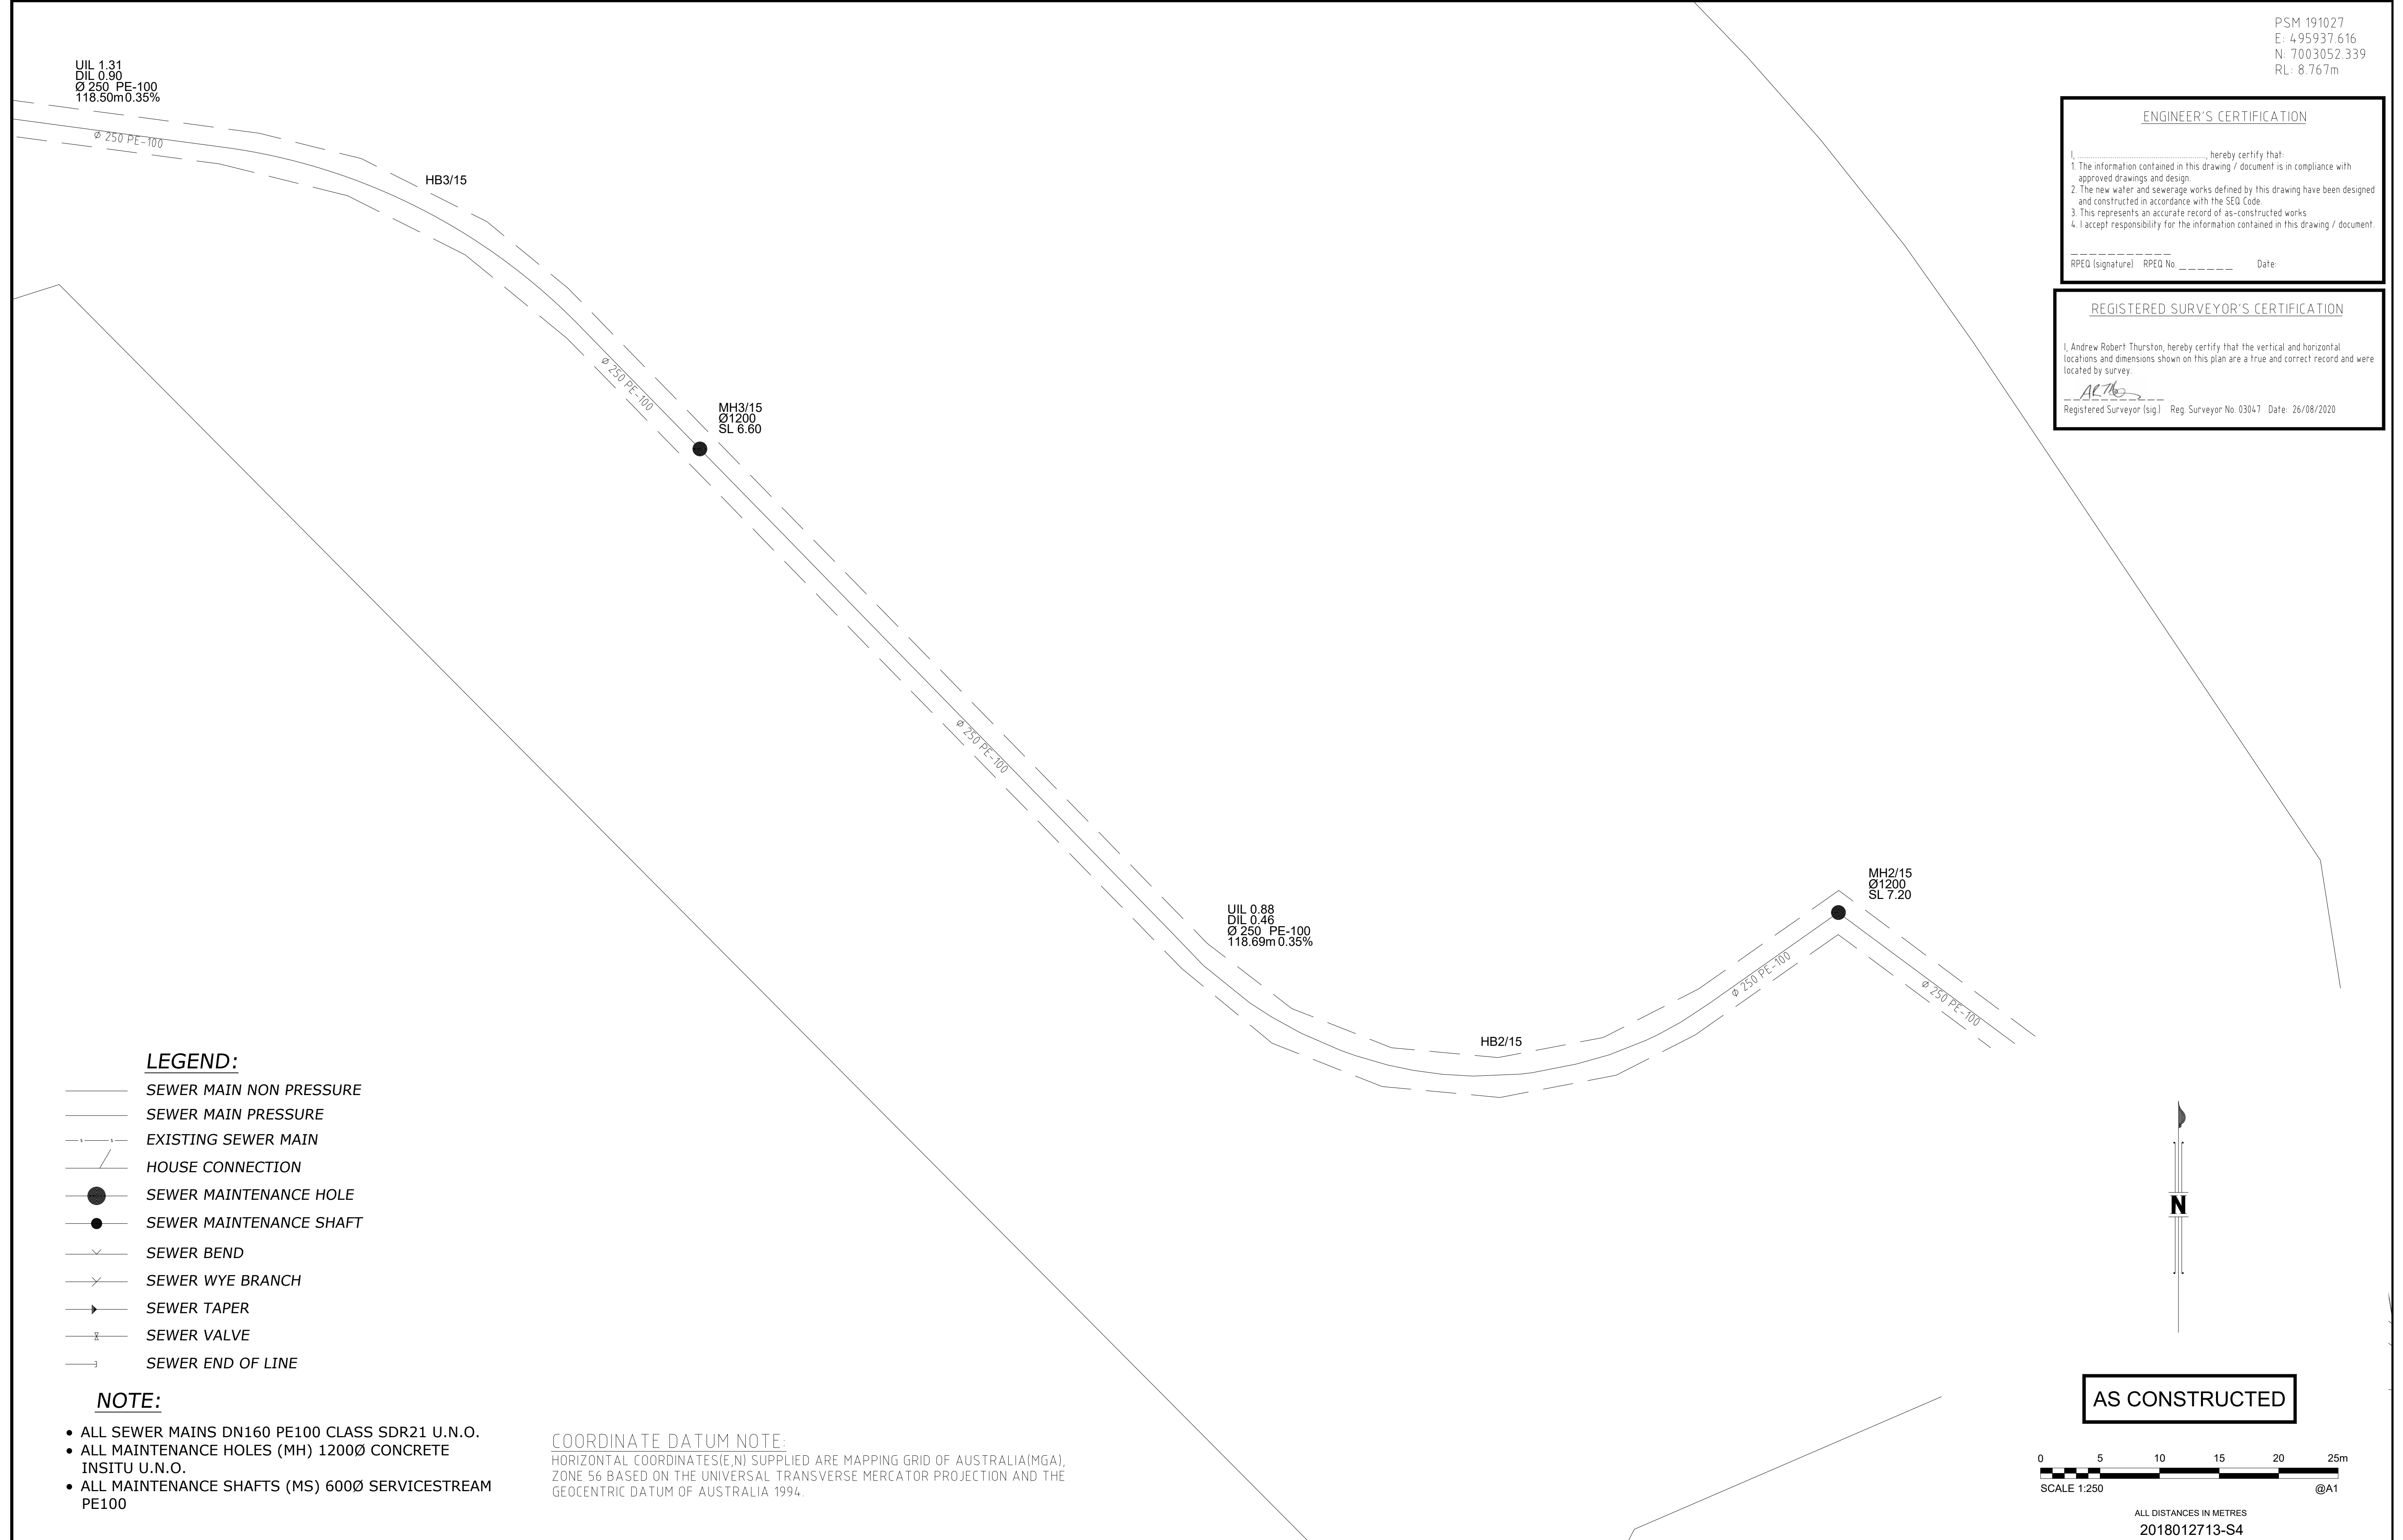 PSM 191027
E: 495937.616
N: 7003052.339
RL: 8.767m
UIL 1.31
DIL 0.90
Ø 250 PE-100
118.50m 0.35%
Ø 250 PE-100
HB3/15
ENGINEER'S CERTIFICATION
I, ........................................................, hereby certify that:
1. The information contained in this drawing / document is in compliance with
approved drawings and design.
2. The new water and sewerage works defined by this drawing have been designed
and constructed in accordance with the SEQ Code.
3. This represents an accurate record of as-constructed works
4. I accept responsibility for the information contained in this drawing / document.
RPEQ (signature) RPEQ No. _ _ _ _ _ _ Date:
REGISTERED SURVEYOR'S CERTIFICATION
I, Andrew Robert Thurston, hereby certify that the vertical and horizontal
locations and dimensions shown on this plan are a true and correct record and were
located by survey.
Registered Surveyor (sig.) Reg. Surveyor No. 03047 Date: 26/08/2020
Ø 250 PE-100
MH3/15
Ø1200
SL 6.60
Ø 250 PE-100
UIL 0.88
DIL 0.46
Ø 250 PE-100
118.69m 0.35%
MH2/15
Ø1200
SL 7.20
Ø 250 PE-100
Ø 250 PE-100
HB2/15
LEGEND:
SEWER MAIN NON PRESSURE
SEWER MAIN PRESSURE
s s EXISTING SEWER MAIN
HOUSE CONNECTION
SEWER MAINTENANCE HOLE
SEWER MAINTENANCE SHAFT
SEWER BEND
SEWER WYE BRANCH
SEWER TAPER
SEWER VALVE
SEWER END OF LINE
NOTE:
• ALL SEWER MAINS DN160 PE100 CLASS SDR21 U.N.O.
• ALL MAINTENANCE HOLES (MH) 1200Ø CONCRETE
INSITU U.N.O.
• ALL MAINTENANCE SHAFTS (MS) 600Ø SERVICESTREAM
PE100
COORDINATE DATUM NOTE:
HORIZONTAL COORDINATES(E,N) SUPPLIED ARE MAPPING GRID OF AUSTRALIA(MGA),
ZONE 56 BASED ON THE UNIVERSAL TRANSVERSE MERCATOR PROJECTION AND THE
GEOCENTRIC DATUM OF AUSTRALIA 1994.
N
AS CONSTRUCTED
0 5 10 15 20 25m
SCALE 1:250 @A1
ALL DISTANCES IN METRES
2018012713-S4